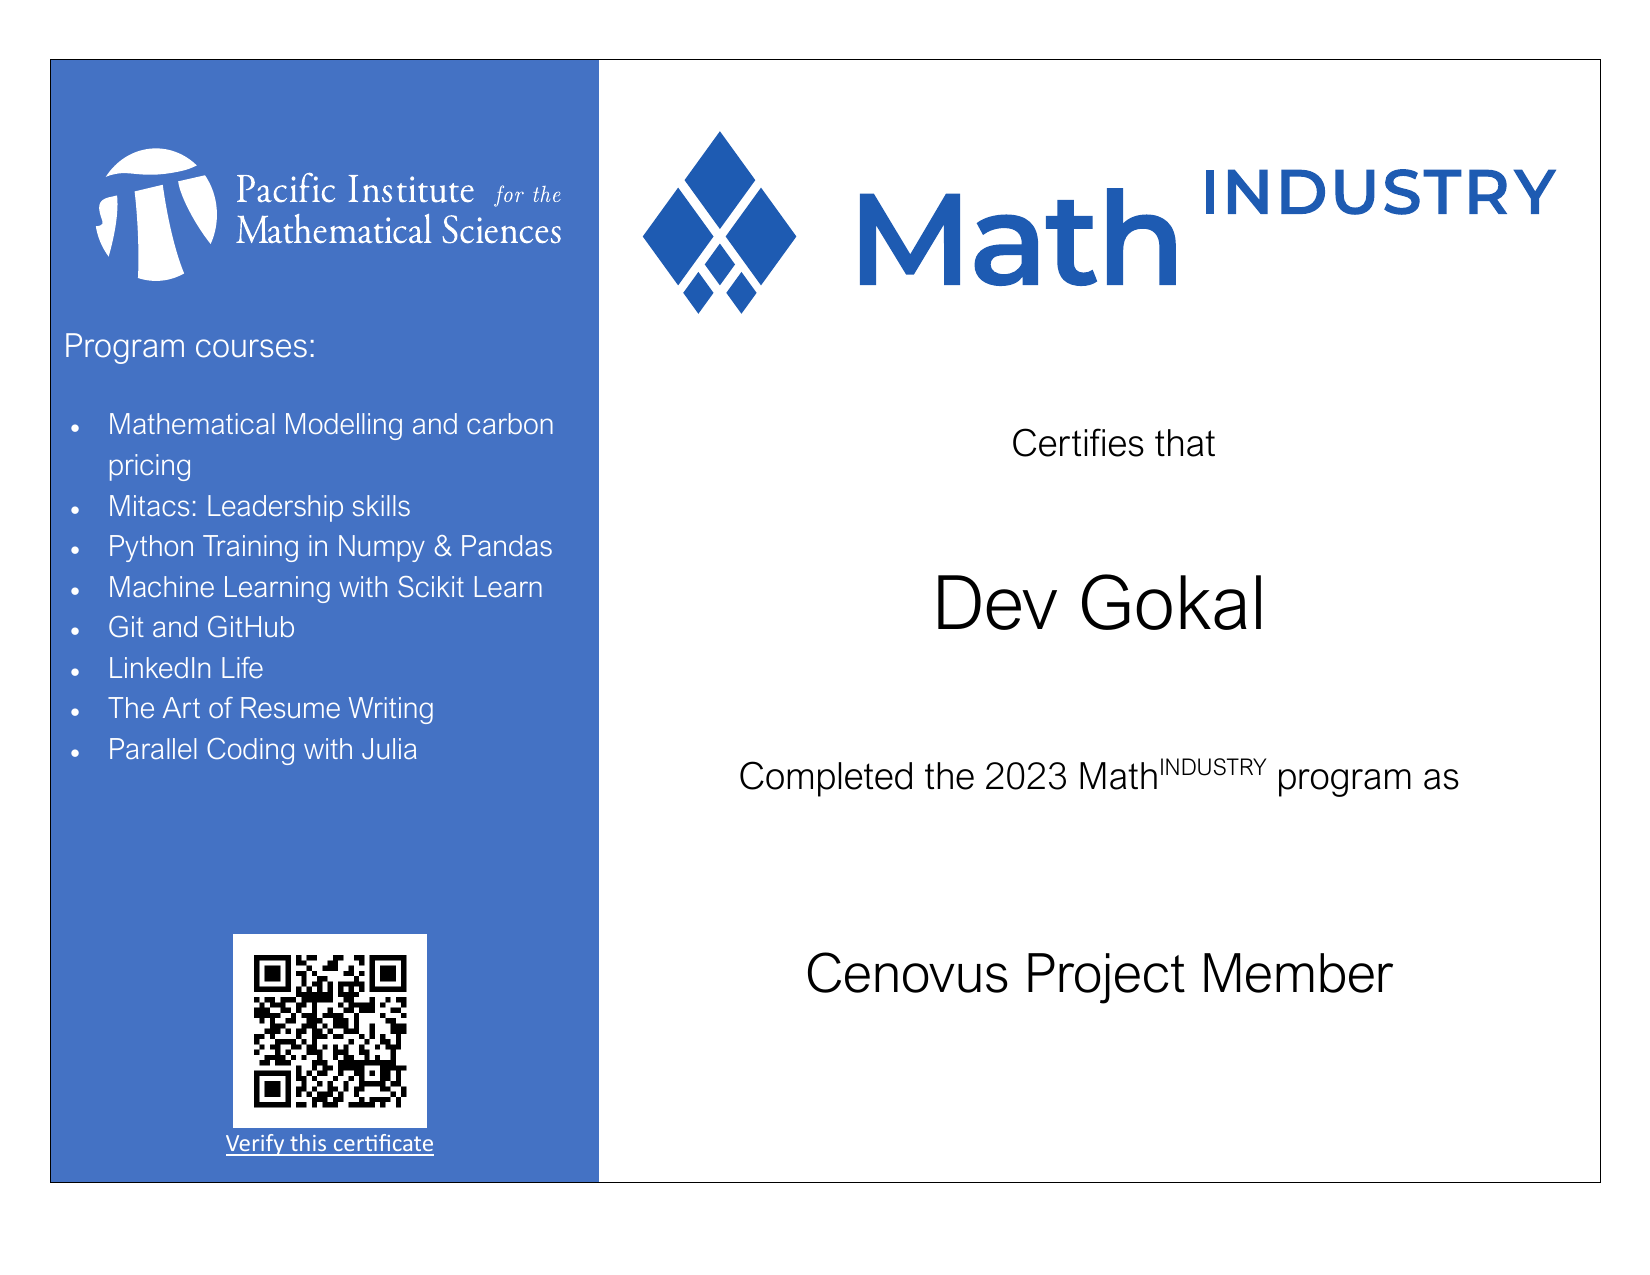 Pacific Institute for the
Mathematical Sciences
Program courses:
• Mathematical Modelling and carbon
pricing
• Mitacs: Leadership skills
• Python Training in Numpy & Pandas
• Machine Learning with Scikit Learn
• Git and GitHub
• LinkedIn Life
• The Art of Resume Writing
• Parallel Coding with Julia
Verify this certificate
Math INDUSTRY
Certifies that
Dev Gokal
Completed the 2023 MathINDUSTRY program as
Cenovus Project Member